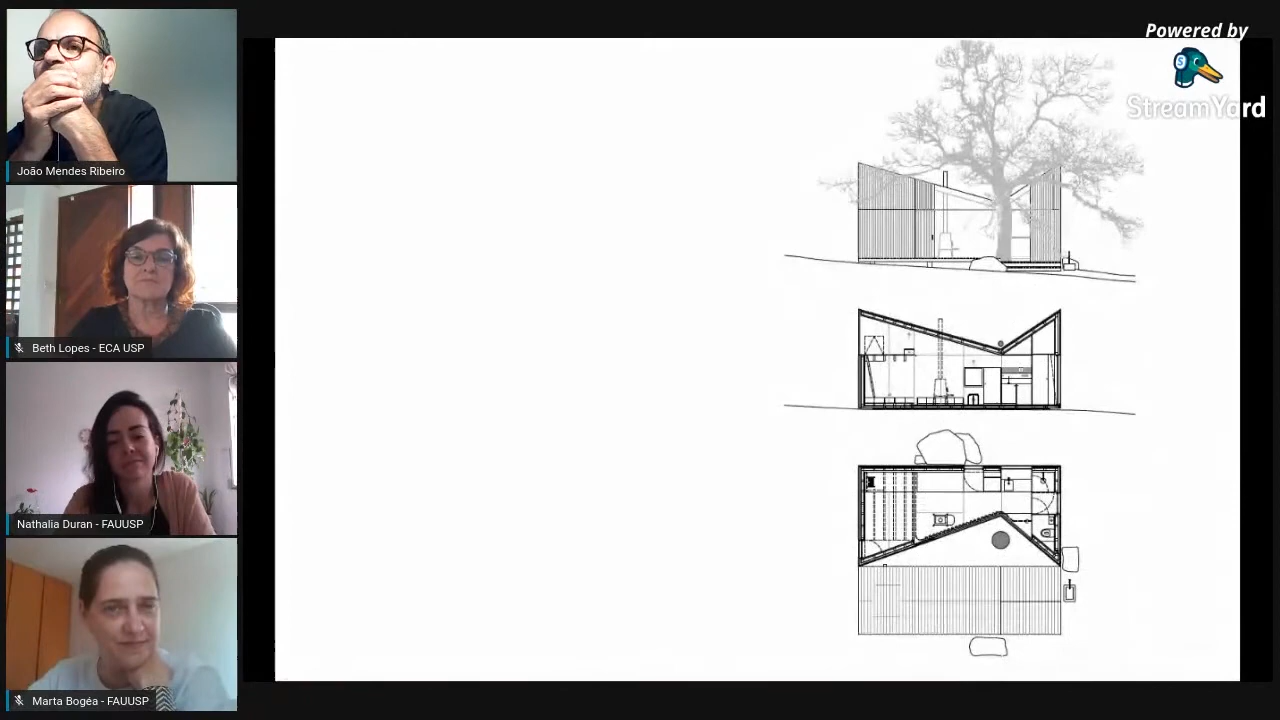 João Mendes Ribeiro
Beth Lopes - ECA USP
Nathalia Duran - FAUUSP
Marta Bogéa - FAUUSP
Powered by
S
StreamYard